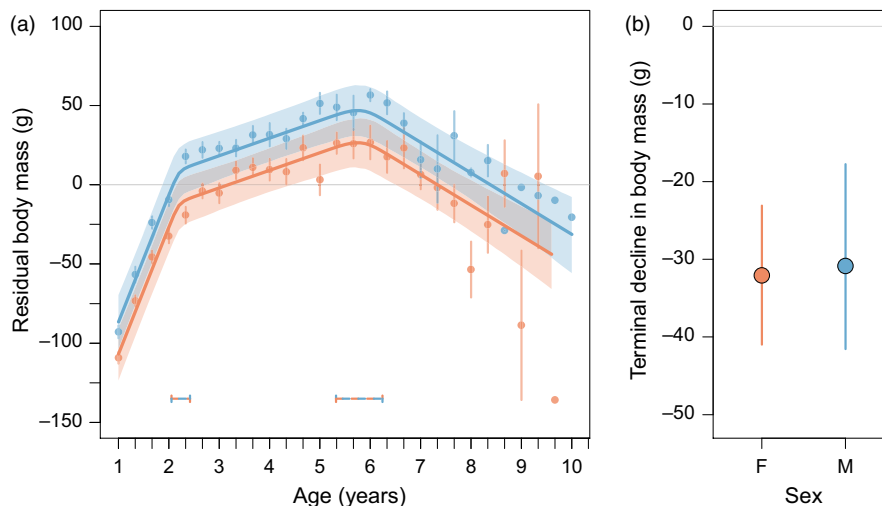 (a)
Residual body mass (g)
100
50
0
−50
−100
−150
1 2 3 4 5 6 7 8 9 10
Age (years)
(b)
Terminal decline in body mass (g)
0
−10
−20
−30
−40
−50
F M
Sex